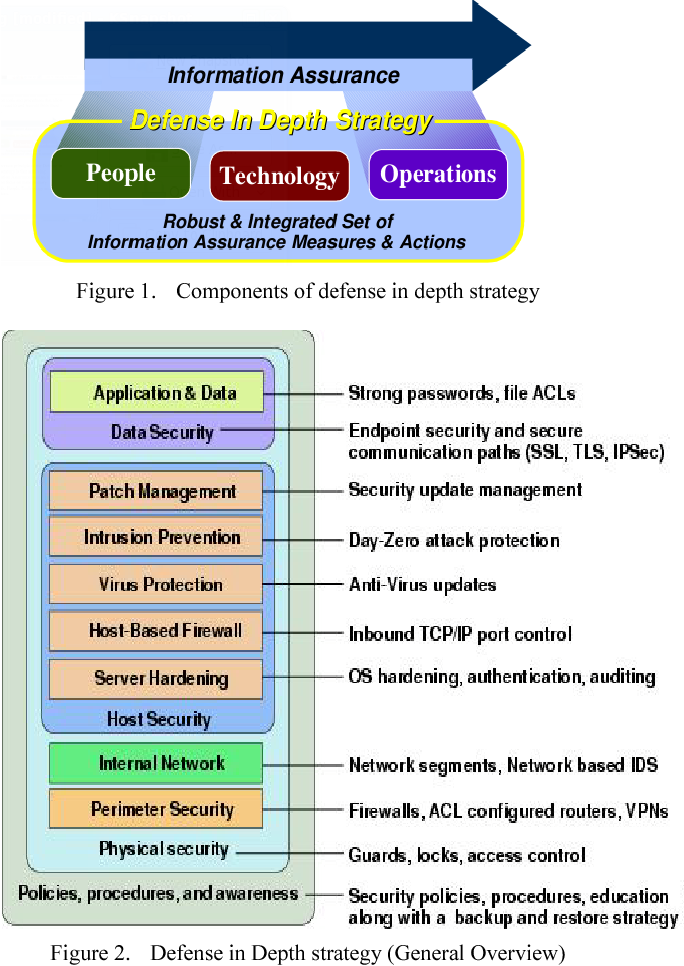 Information Assurance
Defense In Depth Strategy
People
Technology
Operations
Robust & Integrated Set of
Information Assurance Measures & Actions
Figure 1. Components of defense in depth strategy
Application & Data
Strong passwords, file ACLs
Data Security
Endpoint security and secure
communication paths (SSL, TLS, IPSec)
Patch Management
Security update management
Intrusion Prevention
Day-Zero attack protection
Virus Protection
Anti-Virus updates
Host-Based Firewall
Inbound TCP/IP port control
Server Hardening
OS hardening, authentication, auditing
Host Security
Internal Network
Network segments, Network based IDS
Perimeter Security
Firewalls, ACL configured routers, VPNs
Physical security
Guards, locks, access control
Policies, procedures, and awareness
Security policies, procedures, education
along with a backup and restore strategy
Figure 2. Defense in Depth strategy (General Overview)